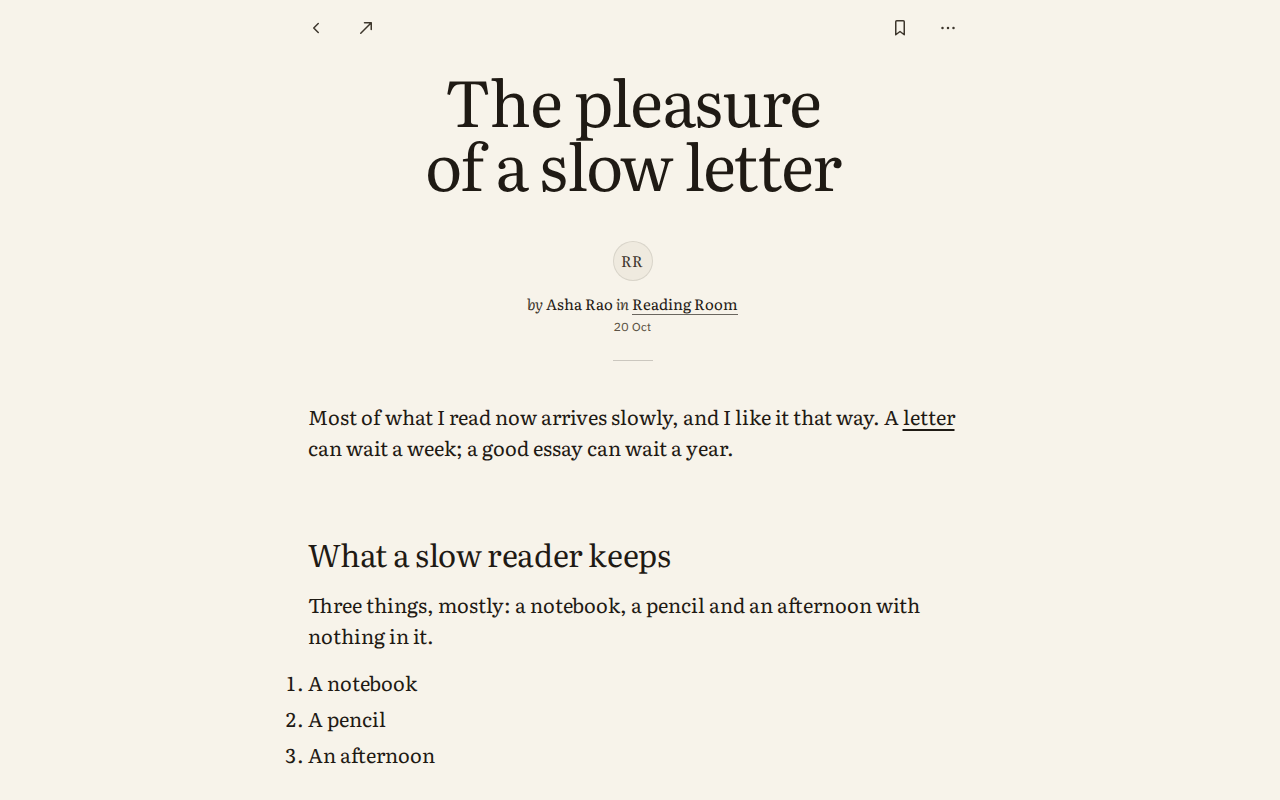 The pleasure
of a slow letter
RR
by Asha Rao in Reading Room
20 Oct
Most of what I read now arrives slowly, and I like it that way. A letter
can wait a week; a good essay can wait a year.
What a slow reader keeps
Three things, mostly: a notebook, a pencil and an afternoon with
nothing in it.
1. A notebook
2. A pencil
3. An afternoon